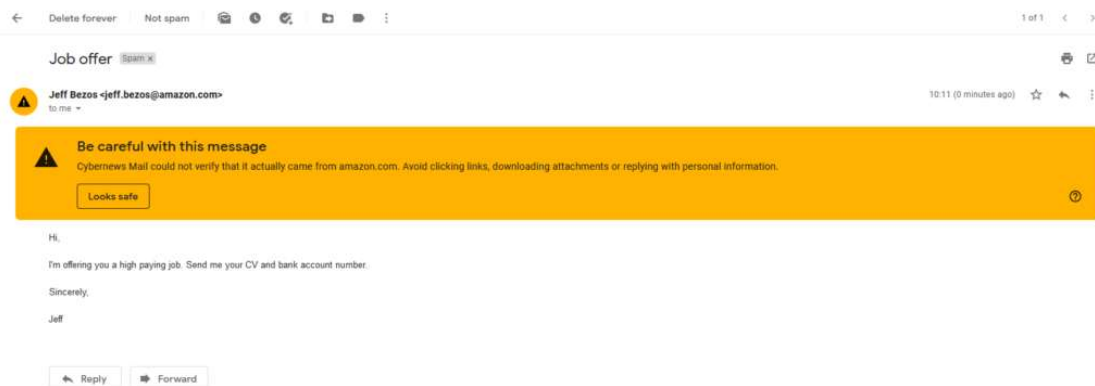 Delete forever Not spam 1 of 1
Job offer Spam x
Jeff Bezos <jeff.bezos@amazon.com> 10:11 (0 minutes ago)
to me
Be careful with this message
Cybernews Mail could not verify that it actually came from amazon.com. Avoid clicking links, downloading attachments or replying with personal information.
Looks safe
Hi,
I'm offering you a high paying job. Send me your CV and bank account number.
Sincerely,
Jeff
Reply Forward